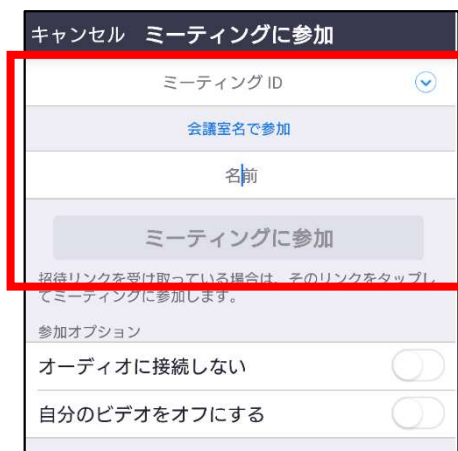 キャンセル ミーティングに参加
ミーティング ID
会議室名で参加
名前
ミーティングに参加
招待リンクを受け取っている場合は、そのリンクをタップし
てミーティングに参加します。
参加オプション
オーディオに接続しない
自分のビデオをオフにする